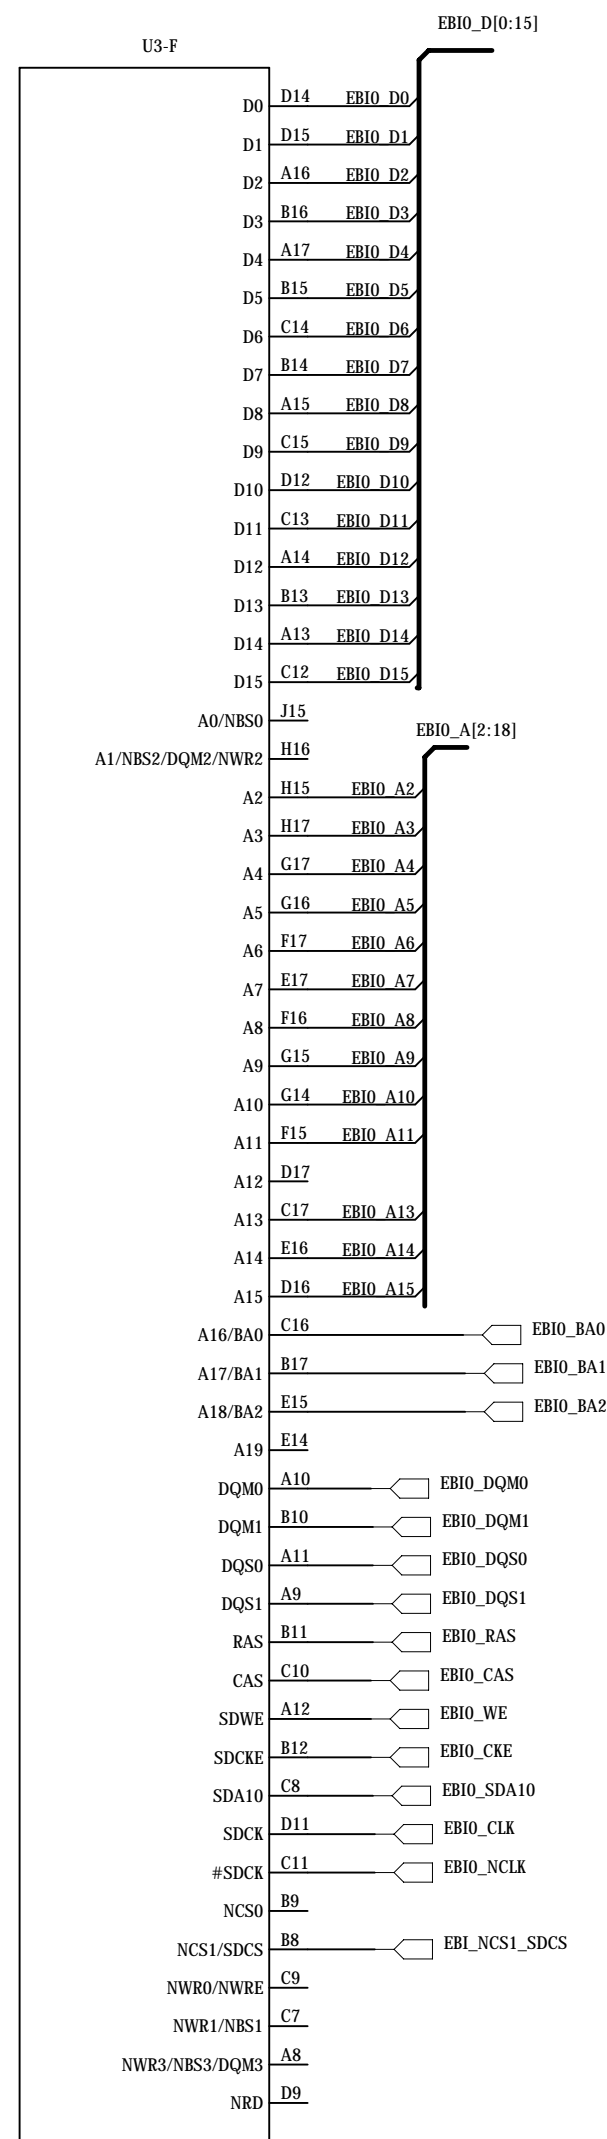 EBI0_D[0:15]
U3-F
D0 D14 EBI0_D0
D1 D15 EBI0_D1
D2 A16 EBI0_D2
D3 B16 EBI0_D3
D4 A17 EBI0_D4
D5 B15 EBI0_D5
D6 C14 EBI0_D6
D7 B14 EBI0_D7
D8 A15 EBI0_D8
D9 C15 EBI0_D9
D10 D12 EBI0_D10
D11 C13 EBI0_D11
D12 A14 EBI0_D12
D13 B13 EBI0_D13
D14 A13 EBI0_D14
D15 C12 EBI0_D15
A0/NBS0 J15
EBI0_A[2:18]
A1/NBS2/DQM2/NWR2 H16
A2 H15 EBI0_A2
A3 H17 EBI0_A3
A4 G17 EBI0_A4
A5 G16 EBI0_A5
A6 F17 EBI0_A6
A7 E17 EBI0_A7
A8 F16 EBI0_A8
A9 G15 EBI0_A9
A10 G14 EBI0_A10
A11 F15 EBI0_A11
A12 D17
A13 C17 EBI0_A13
A14 E16 EBI0_A14
A15 D16 EBI0_A15
A16/BA0 C16 EBI0_BA0
A17/BA1 B17 EBI0_BA1
A18/BA2 E15 EBI0_BA2
A19 E14
DQM0 A10 EBI0_DQM0
DQM1 B10 EBI0_DQM1
DQS0 A11 EBI0_DQS0
DQS1 A9 EBI0_DQS1
RAS B11 EBI0_RAS
CAS C10 EBI0_CAS
SDWE A12 EBI0_WE
SDCKE B12 EBI0_CKE
SDA10 C8 EBI0_SDA10
SDCK D11 EBI0_CLK
#SDCK C11 EBI0_NCLK
NCS0 B9
NCS1/SDCS B8 EBI_NCS1_SDCS
NWR0/NWRE C9
NWR1/NBS1 C7
NWR3/NBS3/DQM3 A8
NRD D9